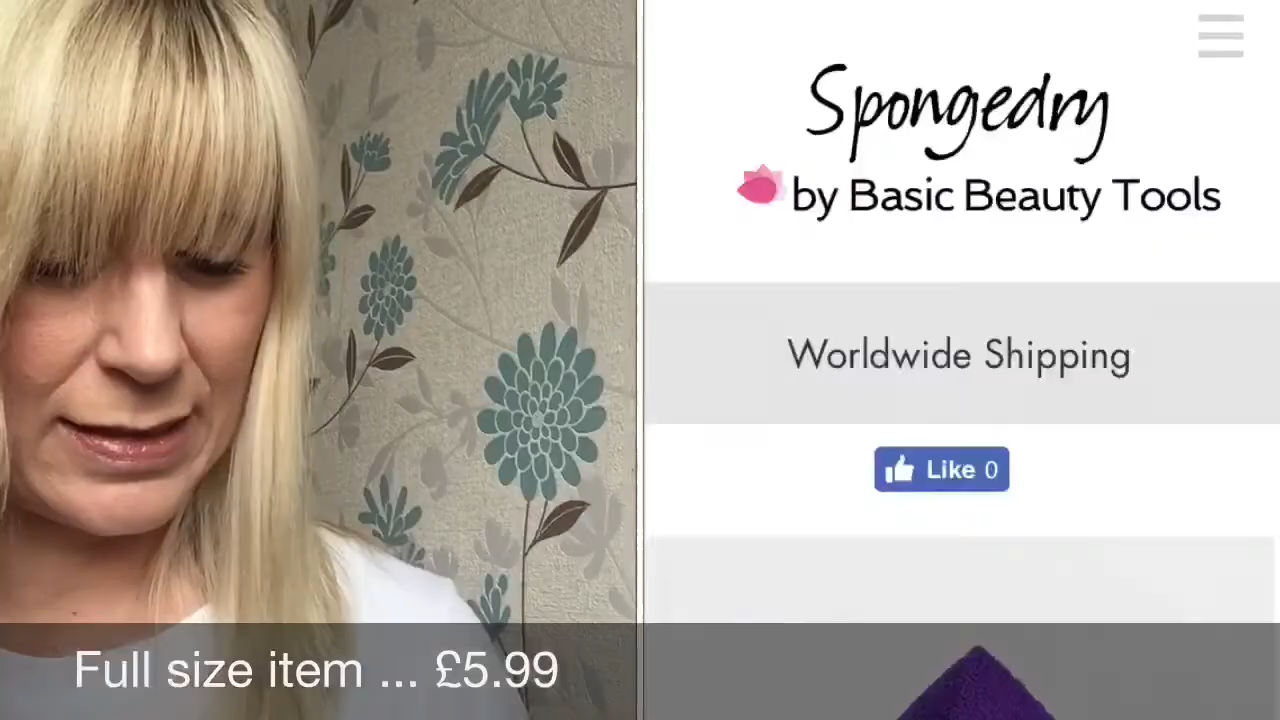 Spongedry
by Basic Beauty Tools
Worldwide Shipping
Like 0
Full size item ... £5.99